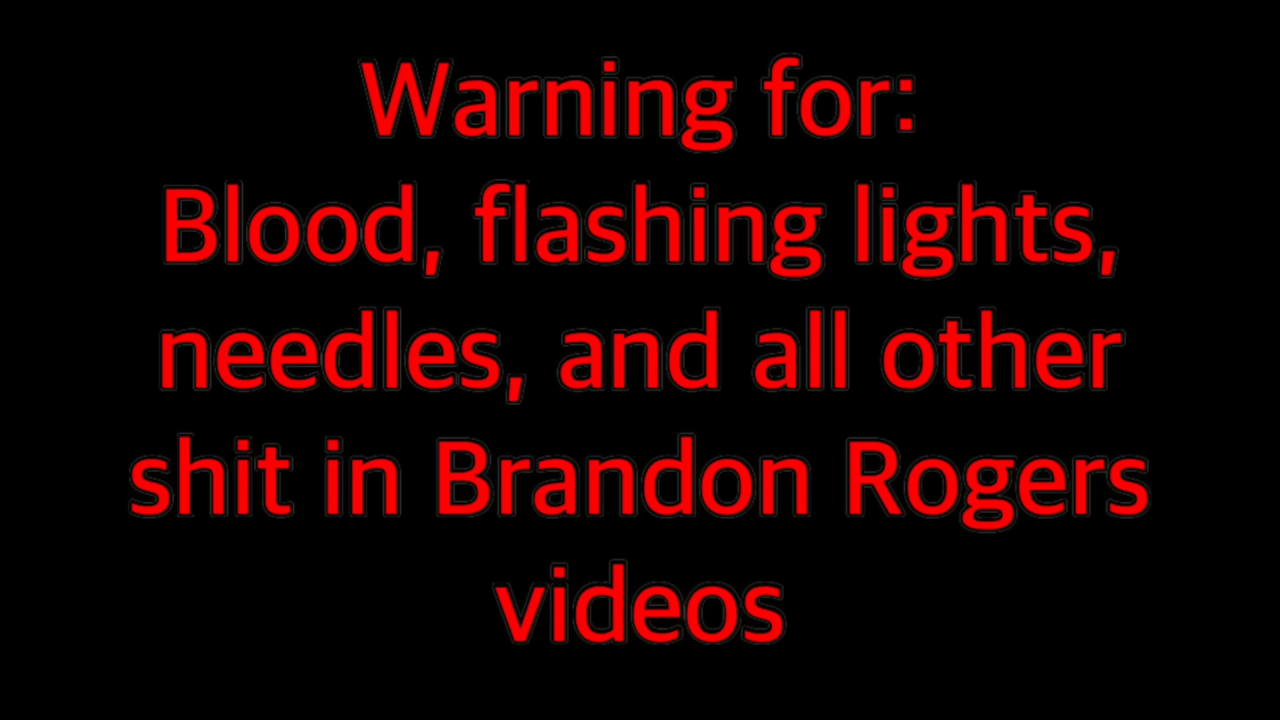 Warning for:
Blood, flashing lights,
needles, and all other
shit in Brandon Rogers
videos